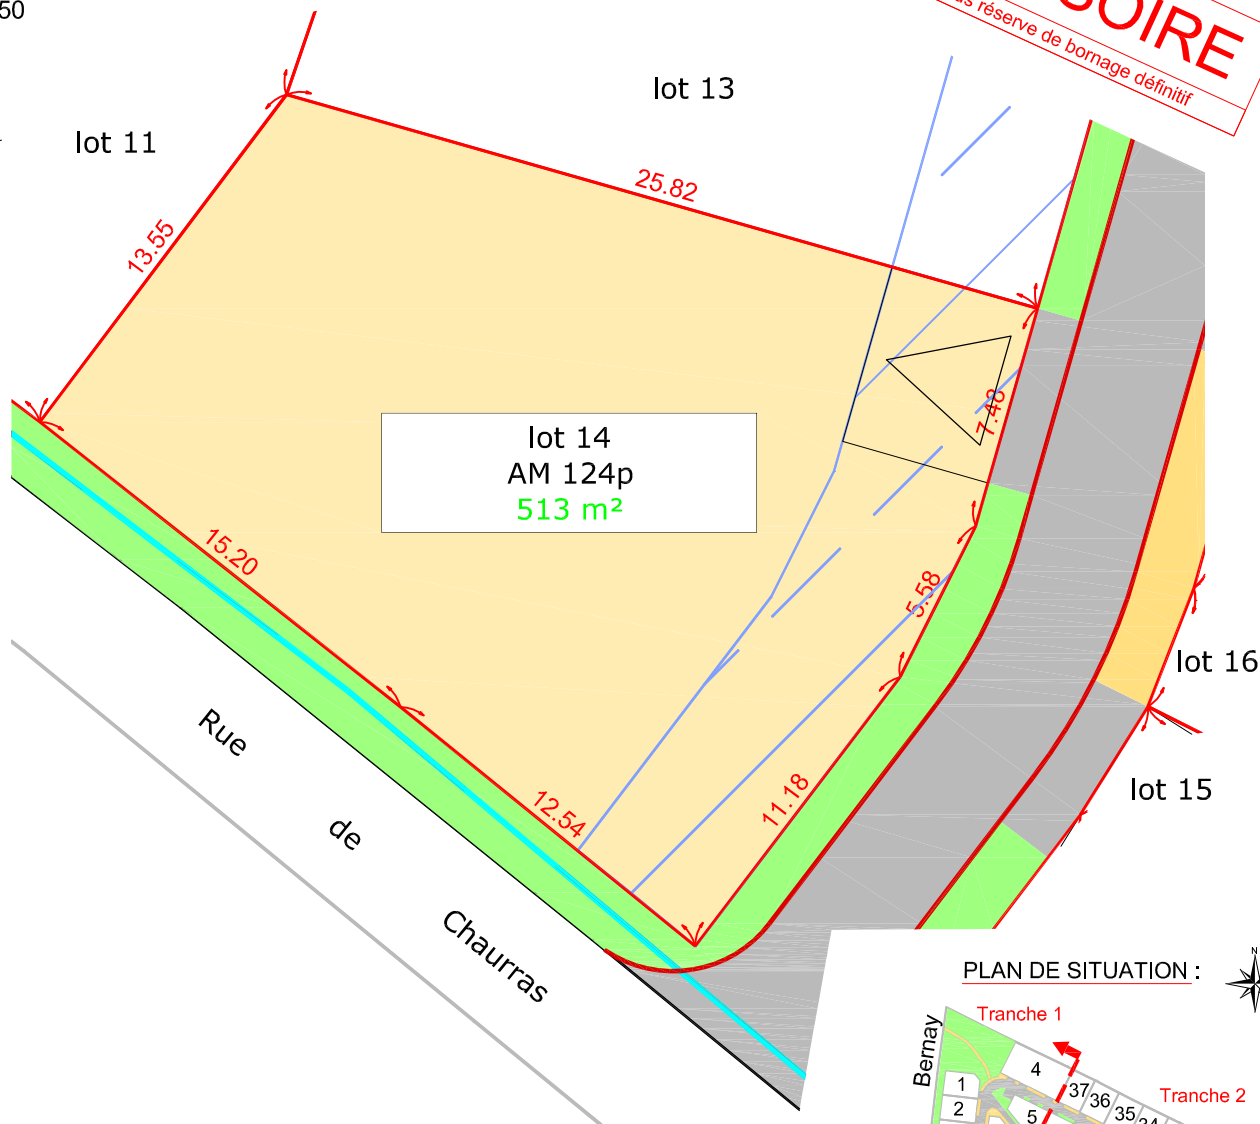 50
OIRE
réserve de bornage définitif
lot 13
lot 11
25.82
13.55
7.48
lot 14
AM 124p
513 m²
15.20
5.58
lot 16
Rue
de
Chaurras
12.54
11.18
lot 15
PLAN DE SITUATION :
N
Tranche 1
Bernay
4
37
36
35
Tranche 2
1
2
5